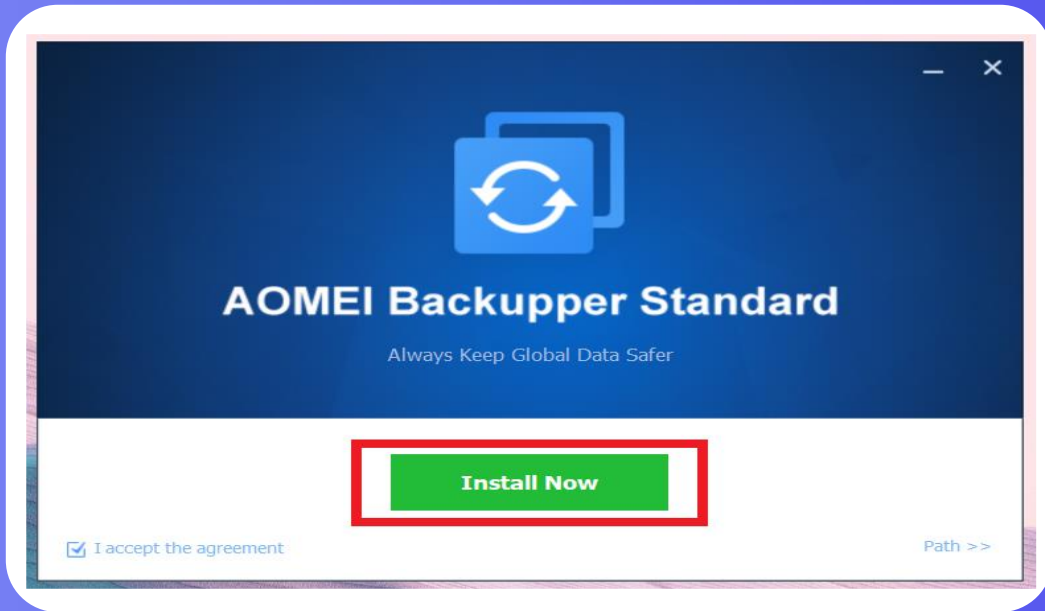 AOMEI Backupper Standard
Always Keep Global Data Safer
Install Now
I accept the agreement
Path >>